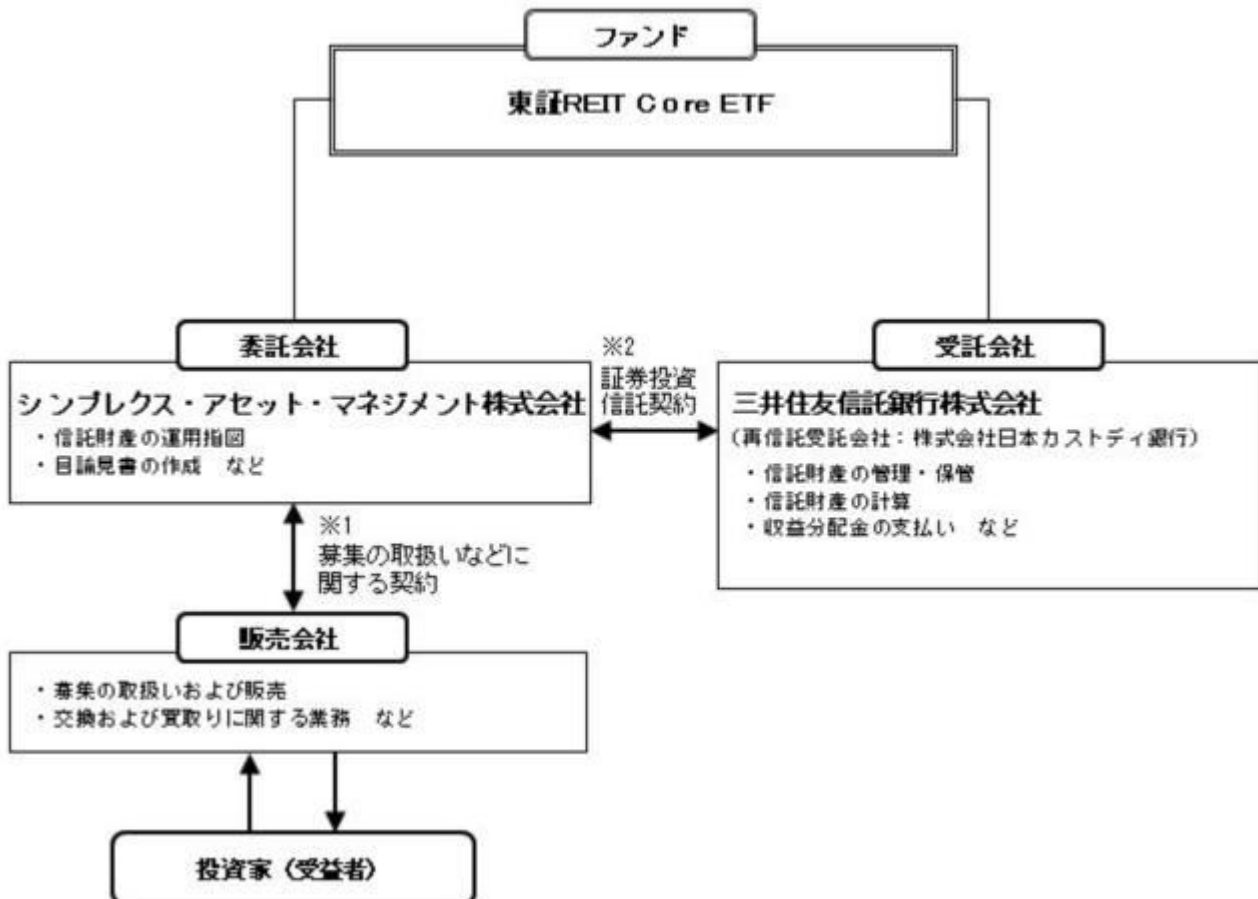 ファンド
東証REIT Core ETF
委託会社
シンプレクス・アセット・マネジメント株式会社
・信託財産の運用指図
・目論見書の作成 など
※2
証券投資
信託契約
受託会社
三井住友信託銀行株式会社
(再信託受託会社：株式会社日本カストディ銀行)
・信託財産の管理・保管
・信託財産の計算
・収益分配金の支払い など
※1
募集の取扱いなどに
関する契約
販売会社
・募集の取扱いおよび販売
・交換および買取りに関する業務 など
投資家（受益者）